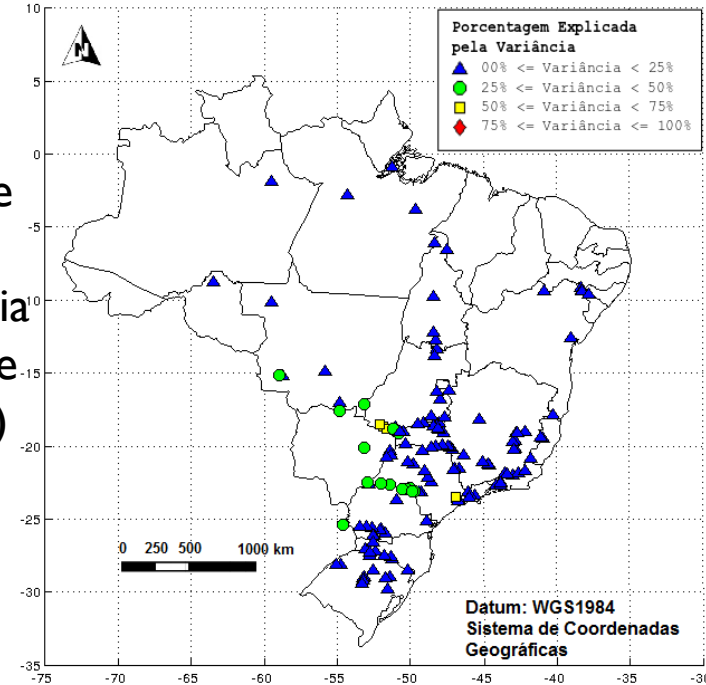 10
5
0
-5
-10
-15
-20
-25
-30
-35
-75
-70
-65
-60
-55
-50
-45
-40
-35
-30
N
Porcentagem Explicada
pela Variância
00% <= Variância < 25%
25% <= Variância < 50%
50% <= Variância < 75%
75% <= Variância <= 100%
e
ia
e
)
0 250 500 1000 km
Datum: WGS1984
Sistema de Coordenadas
Geográficas